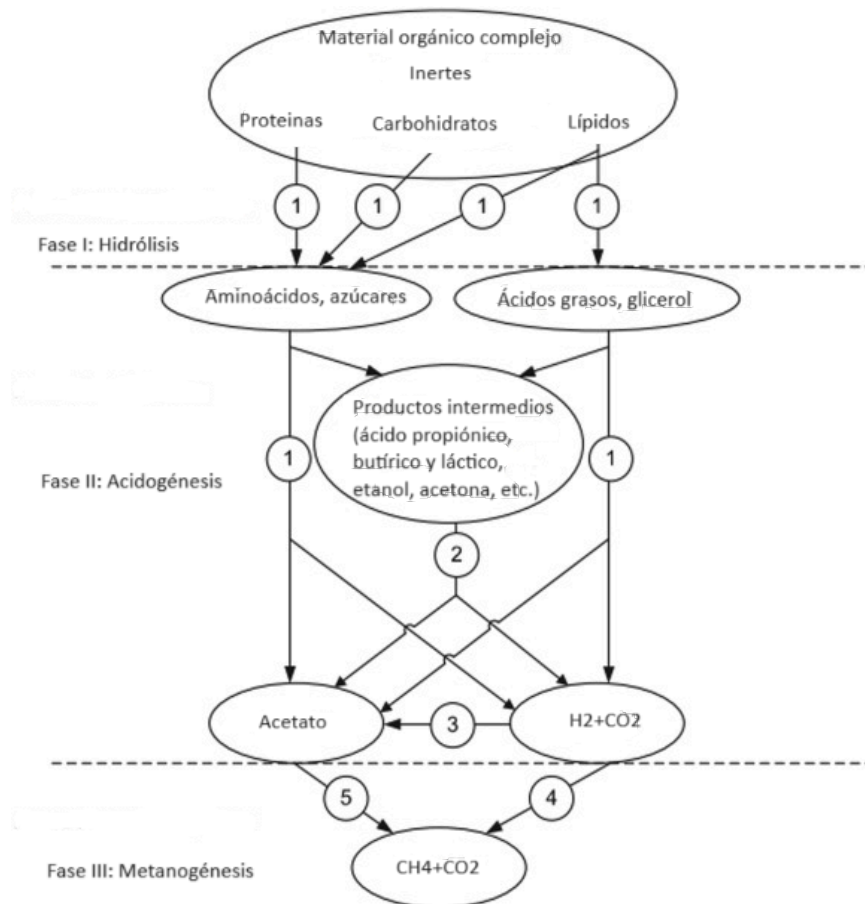 Material orgánico complejo
Inertes
Proteinas
Carbohidratos
Lípidos
1
1
1
1
Fase I: Hidrólisis
Aminoácidos, azúcares
Ácidos grasos, glicerol
Productos intermedios
(ácido propiónico,
butírico y láctico,
etanol, acetona, etc.)
1
1
Fase II: Acidogénesis
2
Acetato
3
H2+CO2
5
4
Fase III: Metanogénesis
CH4+CO2